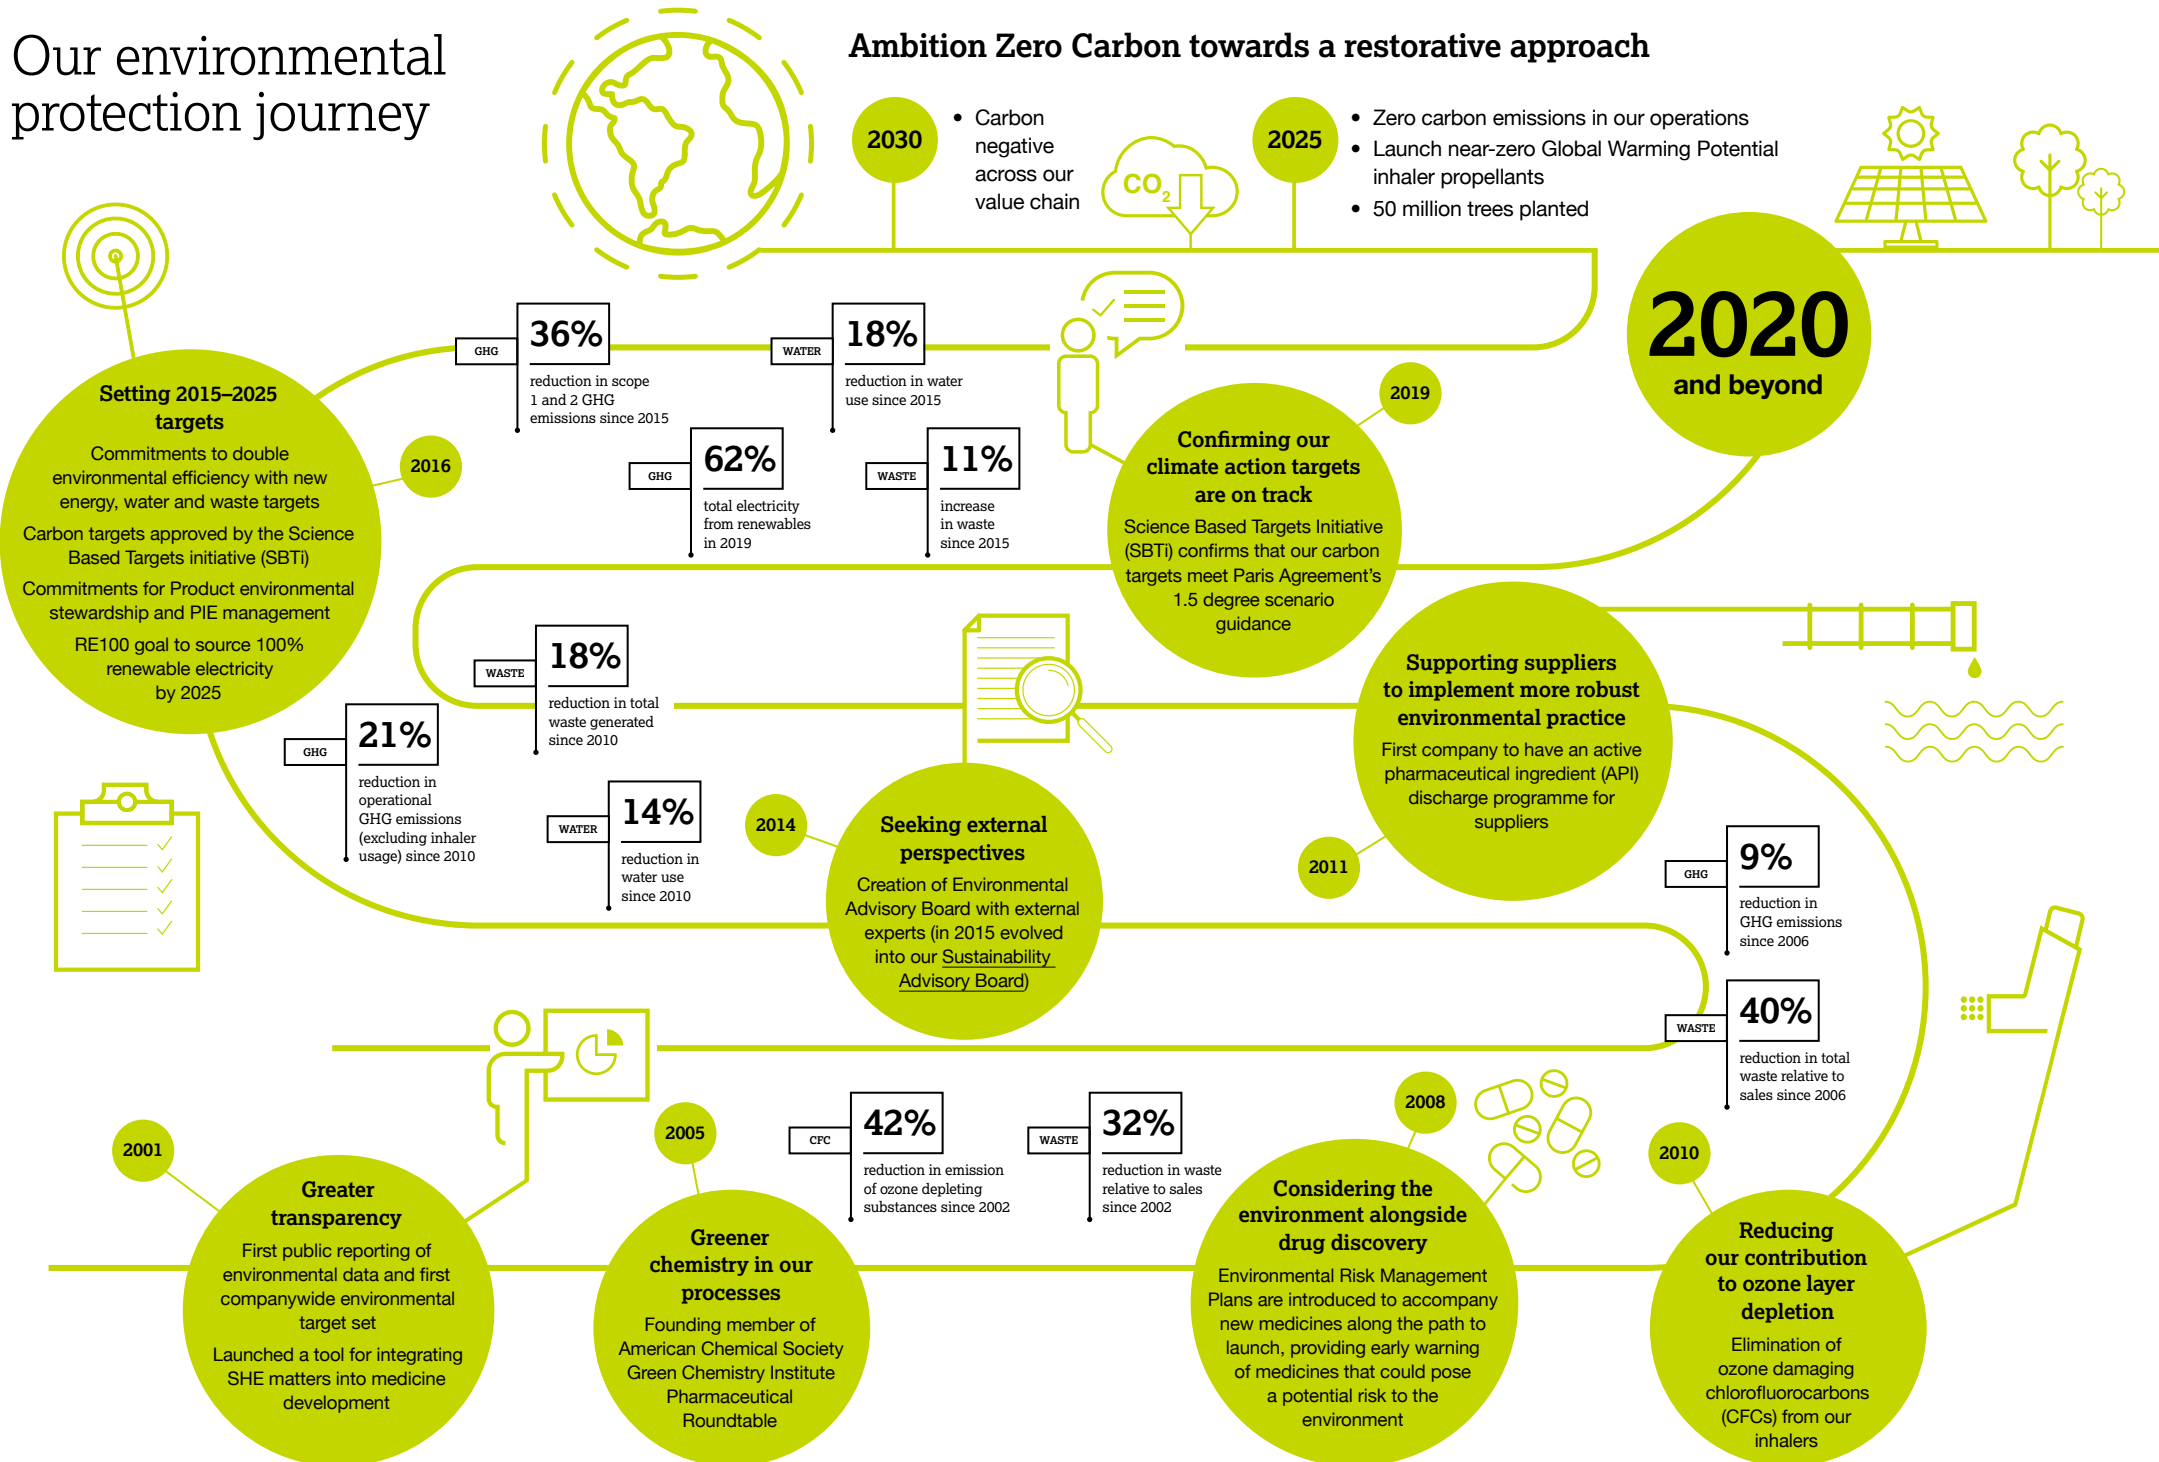 Our environmental
protection journey
Ambition Zero Carbon towards a restorative approach
2030
• Carbon
negative
across our
value chain
CO2
2025
• Zero carbon emissions in our operations
• Launch near-zero Global Warming Potential
inhaler propellants
• 50 million trees planted
2020
and beyond
Setting 2015–2025
targets
Commitments to double
environmental efficiency with new
energy, water and waste targets
Carbon targets approved by the Science
Based Targets initiative (SBTi)
Commitments for Product environmental
stewardship and PIE management
RE100 goal to source 100%
renewable electricity
by 2025
2016
GHG
36%
reduction in scope
1 and 2 GHG
emissions since 2015
WATER
18%
reduction in water
use since 2015
GHG
62%
total electricity
from renewables
in 2019
WASTE
11%
increase
in waste
since 2015
2019
Confirming our
climate action targets
are on track
Science Based Targets Initiative
(SBTi) confirms that our carbon
targets meet Paris Agreement's
1.5 degree scenario
guidance
WASTE
18%
reduction in total
waste generated
since 2010
GHG
21%
reduction in
operational
GHG emissions
(excluding inhaler
usage) since 2010
WATER
14%
reduction in
water use
since 2010
2014
Seeking external
perspectives
Creation of Environmental
Advisory Board with external
experts (in 2015 evolved
into our Sustainability
Advisory Board)
2011
Supporting suppliers
to implement more robust
environmental practice
First company to have an active
pharmaceutical ingredient (API)
discharge programme for
suppliers
GHG
9%
reduction in
GHG emissions
since 2006
WASTE
40%
reduction in total
waste relative to
sales since 2006
2001
Greater
transparency
First public reporting of
environmental data and first
companywide environmental
target set
Launched a tool for integrating
SHE matters into medicine
development
2005
Greener
chemistry in our
processes
Founding member of
American Chemical Society
Green Chemistry Institute
Pharmaceutical
Roundtable
CFC
42%
reduction in emission
of ozone depleting
substances since 2002
WASTE
32%
reduction in waste
relative to sales
since 2002
2008
Considering the
environment alongside
drug discovery
Environmental Risk Management
Plans are introduced to accompany
new medicines along the path to
launch, providing early warning
of medicines that could pose
a potential risk to the
environment
2010
Reducing
our contribution
to ozone layer
depletion
Elimination of
ozone damaging
chlorofluorocarbons
(CFCs) from our
inhalers